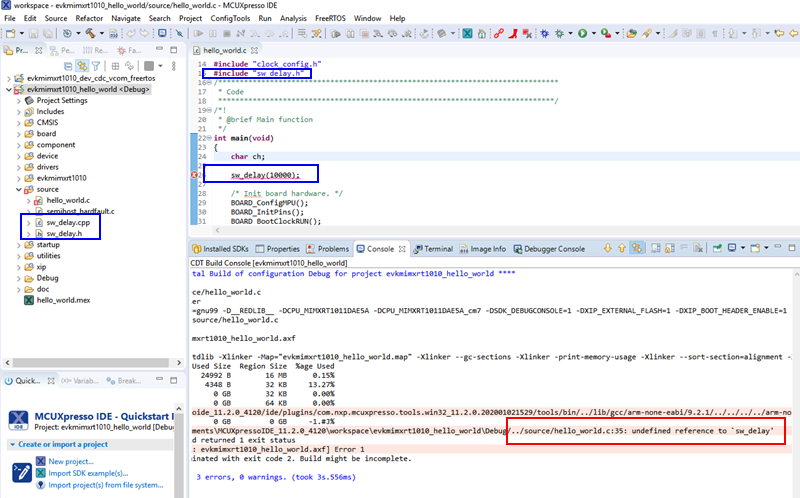 workspace - evkmimxrt1010_hello_world/source/hello_world.c - MCUXpresso IDE
File Edit Source Refactor Navigate Search Project ConfigTools Run Analysis FreeRTOS Window Help
Pr...
Re...
Fa...
evkmimxrt1010_dev_cdc_vcom_freertos
evkmimxrt1010_hello_world <Debug>
Project Settings
Includes
CMSIS
board
component
device
drivers
evkmimxrt1010
source
hello_world.c
semihost_hardfault.c
sw_delay.cpp
sw_delay.h
startup
utilities
xip
Debug
doc
hello_world.mex
hello_world.c
14 #include "clock_config.h"
15 #include "sw_delay.h"
16 /*******************************************************************************
17 * Code
18 ******************************************************************************/
19 /*!
20 * @brief Main function
21 */
22 int main(void)
23 {
24 char ch;
25
26 sw_delay(10000);
27
28 /* Init board hardware. */
29 BOARD_ConfigMPU();
30 BOARD_InitPins();
31 BOARD_BootClockRUN();
Installed SDKs Properties Problems Console Terminal Image Info Debugger Console
CDT Build Console [evkmimxrt1010_hello_world]
tal Build of configuration Debug for project evkmimxrt1010_hello_world ****
ce/hello_world.c
er
=gnu99 -D__REDLIB__ -DCPU_MIMXRT1011DAE5A -DCPU_MIMXRT1011DAE5A_cm7 -DSDK_DEBUGCONSOLE=1 -DXIP_EXTERNAL_FLASH=1 -DXIP_BOOT_HEADER_ENABLE=1
source/hello_world.c
mxrt1010_hello_world.axf
tdlib -Xlinker -Map="evkmimxrt1010_hello_world.map" -Xlinker --gc-sections -Xlinker -print-memory-usage -Xlinker --sort-section=alignment -X
Used Size Region Size %age Used
24992 B 16 MB 0.15%
4348 B 32 KB 13.27%
0 GB 32 KB 0.00%
0 GB 64 KB 0.00%
oide_11.2.0_4120/ide/plugins/com.nxp.mcuxpresso.tools.win32_11.2.0.202001021529/tools/bin/../lib/gcc/arm-none-eabi/9.2.1/../../../../arm-no
0 GB 0 GB -1.#J%
ments\MCUXpressoIDE_11.2.0_4120\workspace\evkmimxrt1010_hello_world\Debug/../source/hello_world.c:35: undefined reference to `sw_delay'
d returned 1 exit status
: evkmimxrt1010_hello_world.axf] Error 1
inated with exit code 2. Build might be incomplete.
3 errors, 0 warnings. (took 3s.556ms)
Quick... Variab... Break...
MCUXpresso IDE - Quickstart
Project: evkmimxrt1010_hello_world [Debug]
Create or import a project
New project...
Import SDK example(s)...
Import project(s) from file system...